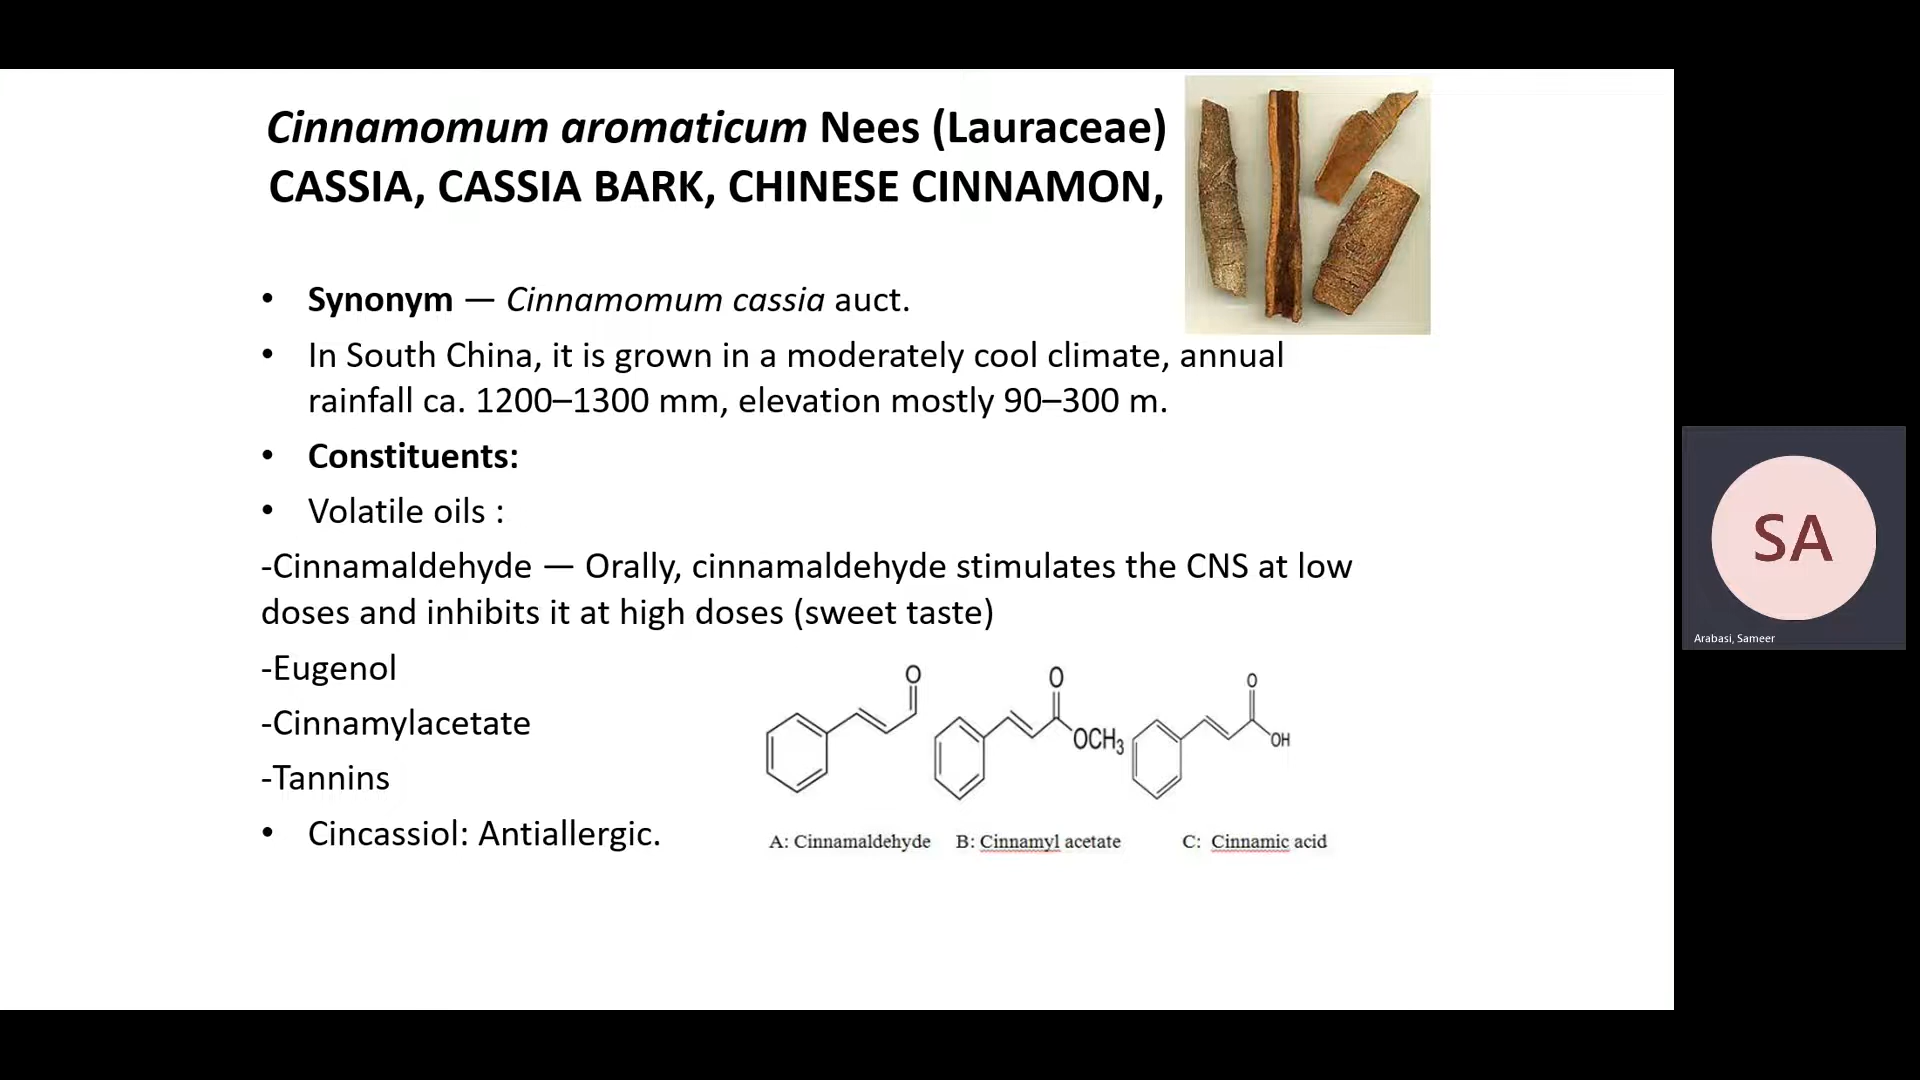 Cinnamomum aromaticum Nees (Lauraceae)
CASSIA, CASSIA BARK, CHINESE CINNAMON,
• Synonym — Cinnamomum cassia auct.
• In South China, it is grown in a moderately cool climate, annual
rainfall ca. 1200–1300 mm, elevation mostly 90–300 m.
• Constituents:
• Volatile oils :
-Cinnamaldehyde — Orally, cinnamaldehyde stimulates the CNS at low
doses and inhibits it at high doses (sweet taste)
-Eugenol
-Cinnamylacetate
-Tannins
• Cincassiol: Antiallergic.
O
O
OCH3
O
OH
A: Cinnamaldehyde
B: Cinnamyl acetate
C: Cinnamic acid
SA
Arabasi, Sameer